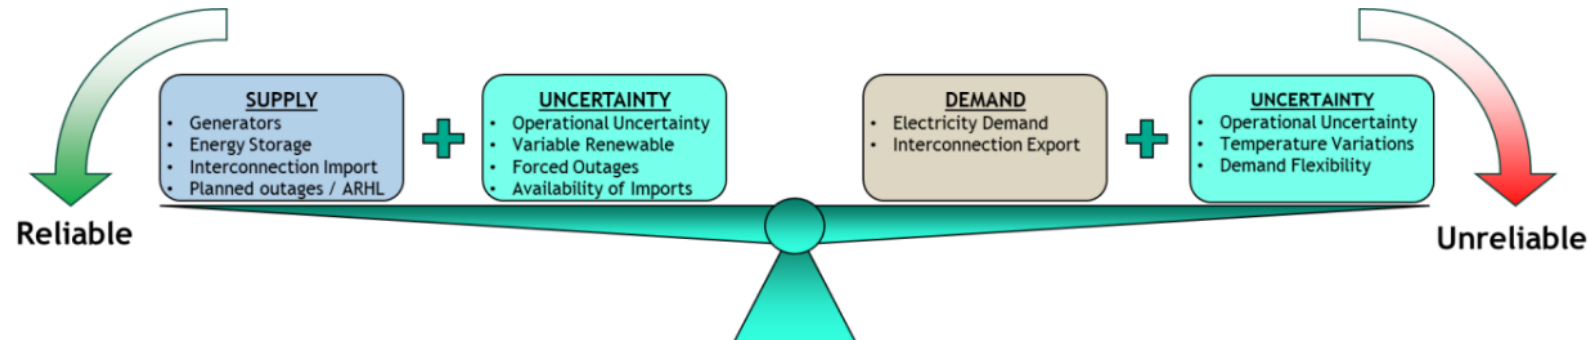 SUPPLY
• Generators
• Energy Storage
• Interconnection Import
• Planned outages / ARHL
UNCERTAINTY
• Operational Uncertainty
• Variable Renewable
• Forced Outages
• Availability of Imports
DEMAND
• Electricity Demand
• Interconnection Export
UNCERTAINTY
• Operational Uncertainty
• Temperature Variations
• Demand Flexibility
Reliable
Unreliable